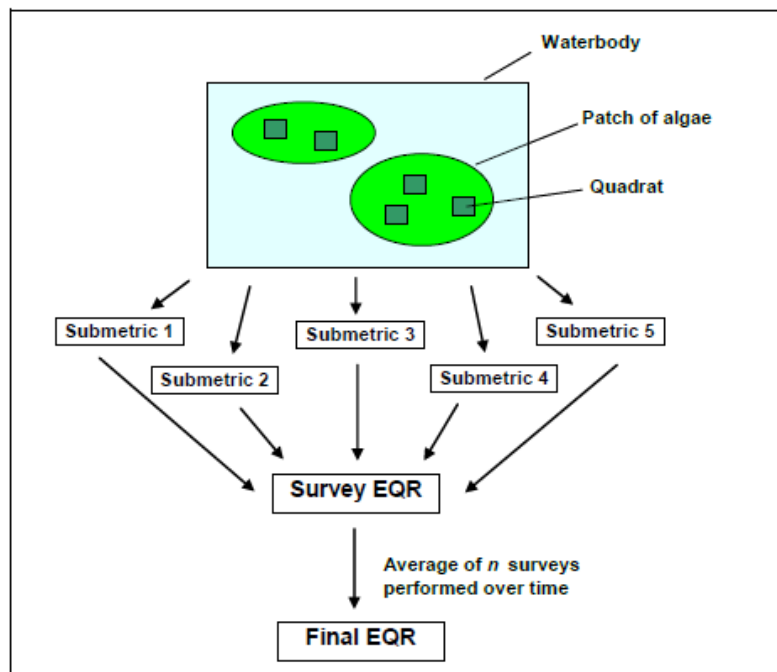 Waterbody
Patch of algae
Quadrat
Submetric 1
Submetric 2
Submetric 3
Submetric 4
Submetric 5
Survey EQR
Average of n surveys
performed over time
Final EQR